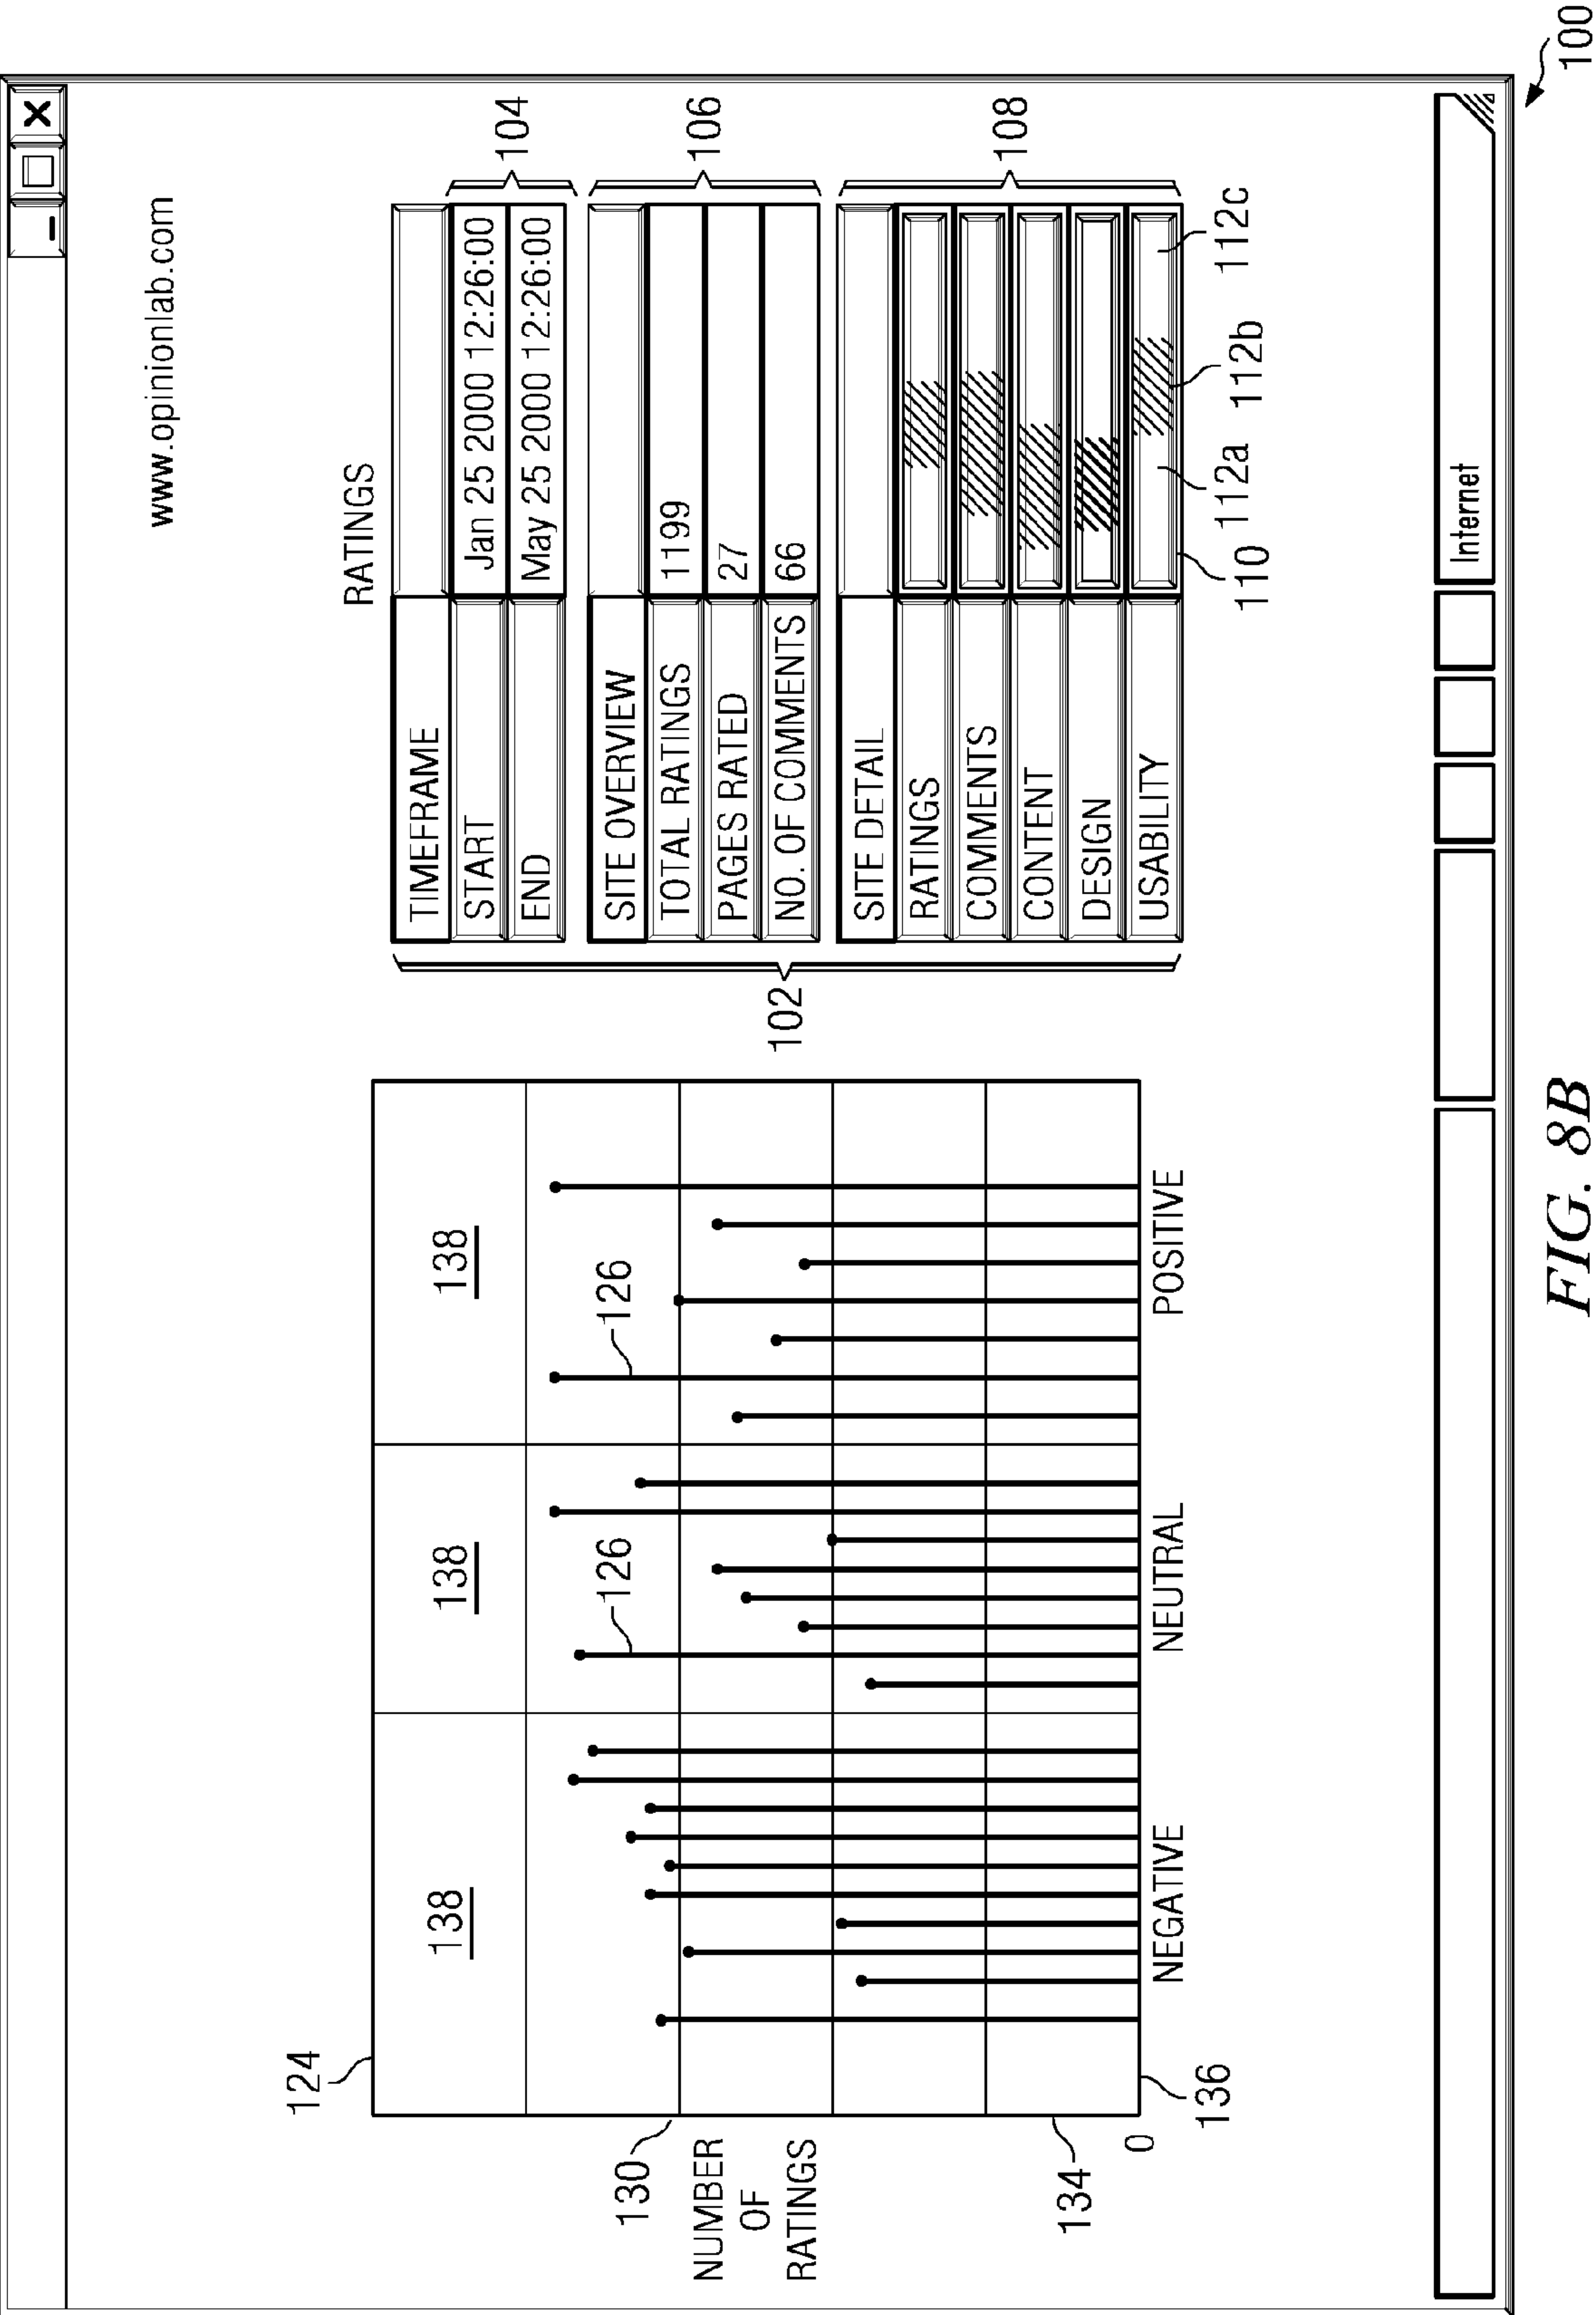 www.opinionlab.com
124
130
NUMBER
OF
RATINGS
134
0
136
138
138
138
126
126
NEGATIVE
NEUTRAL
POSITIVE
RATINGS
102
TIMEFRAME
START Jan 25 2000 12:26:00
END May 25 2000 12:26:00
104
SITE OVERVIEW
TOTAL RATINGS 1199
PAGES RATED 27
NO. OF COMMENTS 66
106
SITE DETAIL
RATINGS
COMMENTS
CONTENT
DESIGN
USABILITY
108
110 112a 112b 112c
Internet
100
FIG. 8B